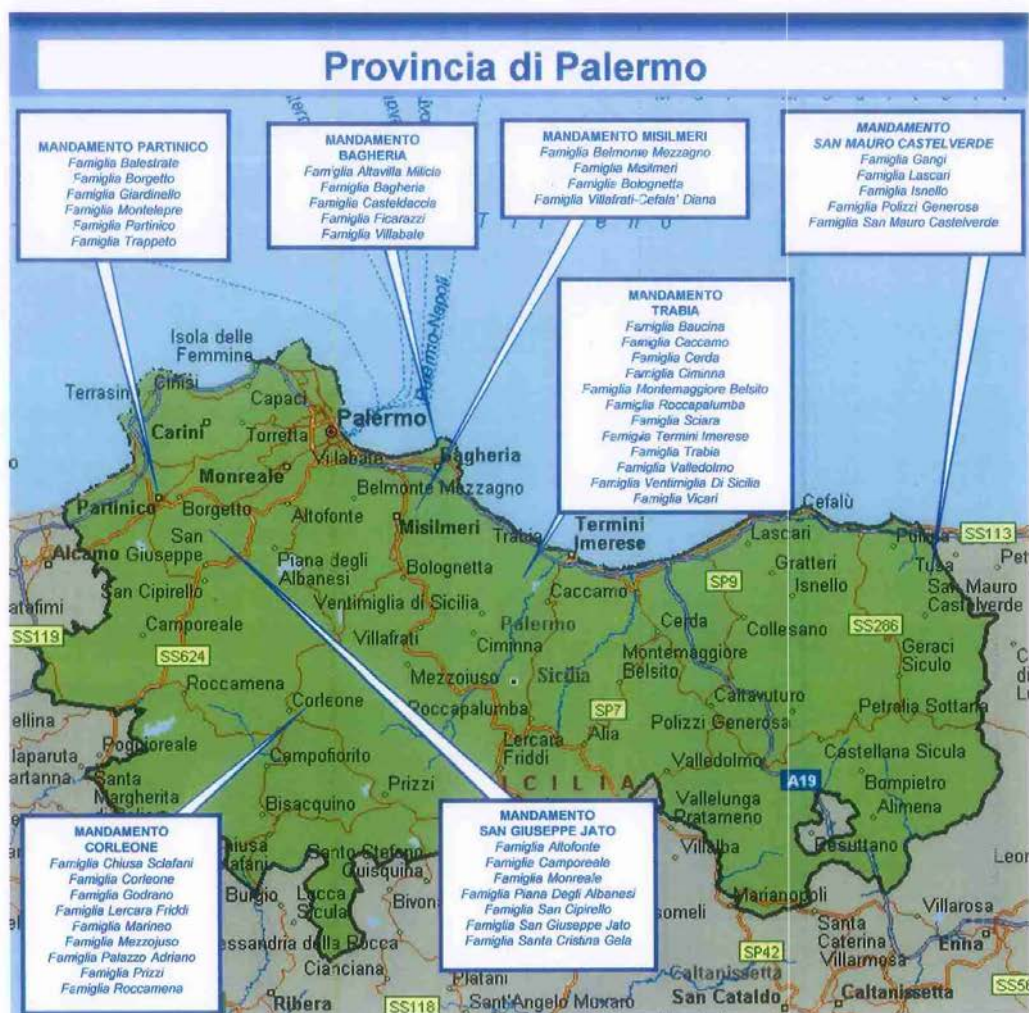 Provincia di Palermo
MANDAMENTO PARTINICO
Famiglia Balestrate
Famiglia Borgetto
Famiglia Giardinello
Famiglia Montelepre
Famiglia Partinico
Famiglia Trappeto
MANDAMENTO
BAGHERIA
Famiglia Altavilla Milicia
Famiglia Bagheria
Famiglia Casteldaccia
Famiglia Ficarazzi
Famiglia Villabale
MANDAMENTO MISILMERI
Famiglia Belmonte Mezzagno
Famiglia Misilmeri
Famiglia Bolognetta
Famiglia Villafrati-Cefala' Diana
MANDAMENTO
SAN MAURO CASTELVERDE
Famiglia Gangi
Famiglia Lascari
Famiglia Isnello
Famiglia Polizzi Generosa
Famiglia San Mauro Castelverde
MANDAMENTO
TRABIA
Famiglia Baucina
Famiglia Caccamo
Famiglia Cerda
Famiglia Ciminna
Famiglia Montemaggiore Belsito
Famiglia Roccapalumba
Famiglia Sciara
Famiglia Termini Imerese
Famiglia Trabia
Famiglia Valledolmo
Famiglia Ventimiglia Di Sicilia
Famiglia Vicari
Palermo-Napoli
Isola delle
Femmine
Terrasini
Cinisi
Capaci
Palermo
Carini
Torretta
Villabate
Bagheria
Monreale
Belmonte Mezzagno
Partinico
Borgetto
Altofonte
Misilmeri
Trabia
Termini
Imerese
Cefalù
Lascari
Pollina
SS113
Tusa
Alcamo
San
Giuseppe
Piana degli
Albanesi
Bolognetta
Caccamo
SP9
Gratteri
Isnello
San Mauro
Castelverde
San Cipirello
Ventimiglia di Sicilia
SS119
Camporeale
Villafrati
Ciminna
Palermo
Cerda
Collesano
SS286
Geraci
Siculo
SS624
Mezzojuso
Sicilia
Montemaggiore
Belsito
Roccamena
Corleone
Roccapalumba
SP7
Caltavuturo
Polizzi Generosa
Petralia Sottana
Poggioreale
Campofiorito
Lercara
Friddi
Alia
Castellana Sicula
Santa
Margherita
Prizzi
SICILIA
Valledolmo
A19
Bompietro
Alimena
Bisacquino
Vallelunga
Pratameno
Resuttano
Villalba
Santo Stefano
Quisquina
Marianopoli
Burgio
Lucca
Sicula
Bivona
Villarosa
Santa
Caterina
Villarmosa
Enna
Cianciana
Platani
SP42
Caltanissetta
Ribera
SS118
Sant'Angelo Muxaro
San Cataldo
Caltanissetta
MANDAMENTO
CORLEONE
Famiglia Chiusa Sclafani
Famiglia Corleone
Famiglia Godrano
Famiglia Lercara Friddi
Famiglia Marineo
Famiglia Mezzojuso
Famiglia Palazzo Adriano
Famiglia Prizzi
Famiglia Roccamena
MANDAMENTO
SAN GIUSEPPE JATO
Famiglia Altofonte
Famiglia Camporeale
Famiglia Monreale
Famiglia Piana Degli Albanesi
Famiglia San Cipirello
Famiglia San Giuseppe Jato
Famiglia Santa Cristina Gela